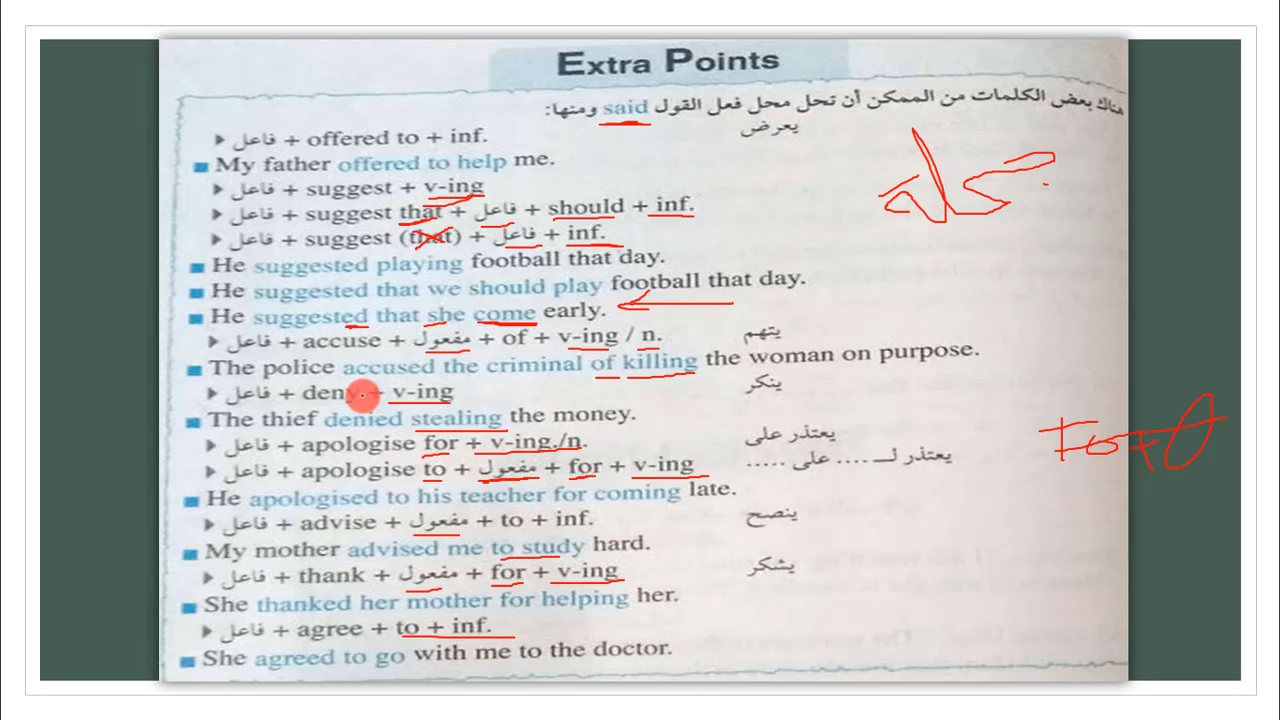 Extra Points
هناك بعض الكلمات من الممكن أن تحل محل فعل القول said ومنها:
فاعل + offered to + inf. يعرض
My father offered to help me.
فاعل + suggest + v-ing
فاعل + suggest that + فاعل + should + inf.
فاعل + suggest (that) + فاعل + inf.
He suggested playing football that day.
He suggested that we should play football that day.
He suggested that she come early.
فاعل + accuse + مفعول + of + v-ing / n. يتهم
The police accused the criminal of killing the woman on purpose.
فاعل + deny + v-ing ينكر
The thief denied stealing the money.
فاعل + apologise for + v-ing./n. يعتذر على
فاعل + apologise to + مفعول + for + v-ing يعتذر لـ .... على .....
He apologised to his teacher for coming late.
فاعل + advise + مفعول + to + inf. ينصح
My mother advised me to study hard.
فاعل + thank + مفعول + for + v-ing يشكر
She thanked her mother for helping her.
فاعل + agree + to + inf.
She agreed to go with me to the doctor.